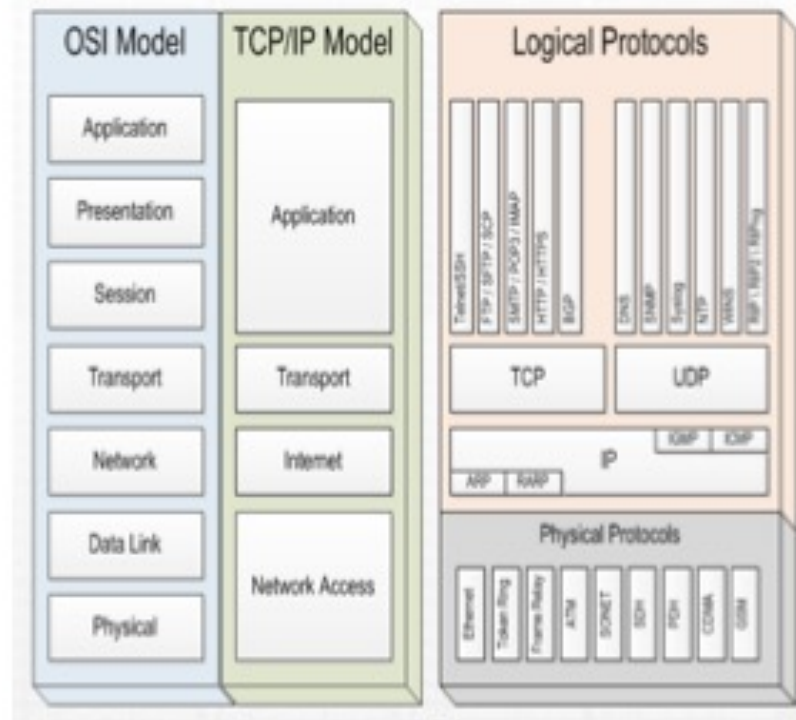 OSI Model
Application
Presentation
Session
Transport
Network
Data Link
Physical
TCP/IP Model
Application
Transport
Internet
Network Access
Logical Protocols
Telnet/SSH
FTP / SFTP / SCP
SMTP / POP3 / IMAP
HTTP / HTTPS
BGP
DNS
SNMP
Syslog
NTP
WINS
TCP
UDP
IP
IGMP
ICMP
ARP
RARP
Physical Protocols
Ethernet
Token Ring
Frame Relay
ATM
SONET
SDH
PDH
CDMA
GSM